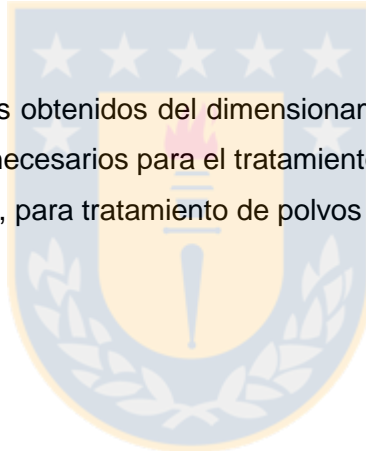 s obtenidos del dimensionar
necesarios para el tratamiento
, para tratamiento de polvos